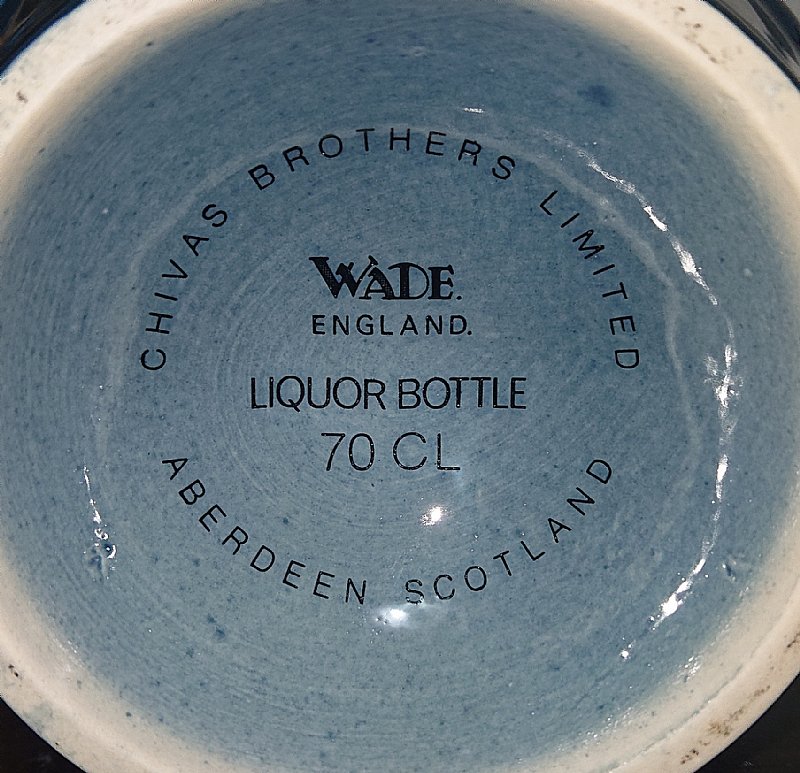 CHIVAS BROTHERS LIMITED
WADE.
ENGLAND.
LIQUOR BOTTLE
70 CL
ABERDEEN SCOTLAND